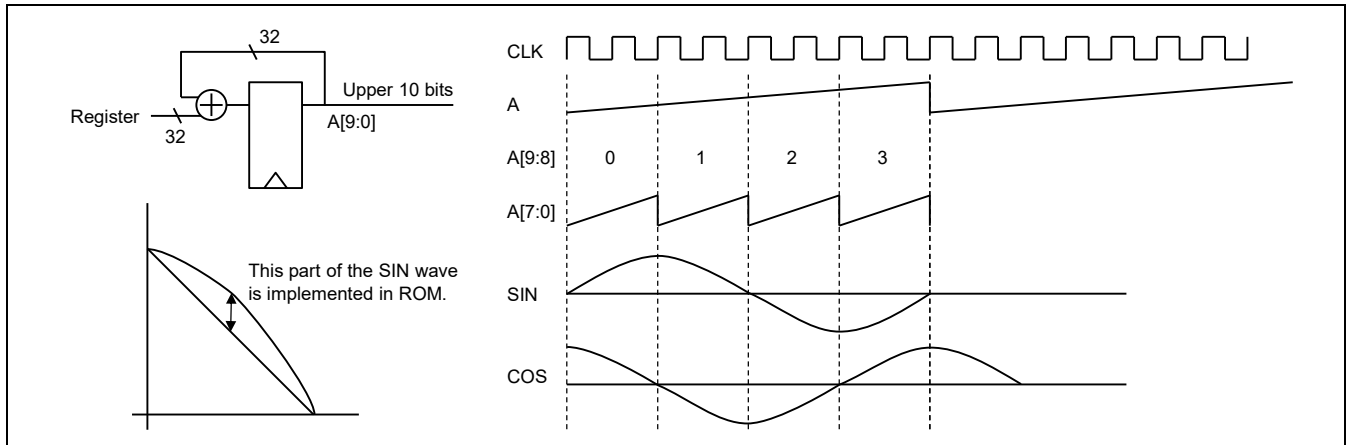 32
Register
32
Upper 10 bits
A[9:0]
This part of the SIN wave
is implemented in ROM.
CLK
A
A[9:8] 0 1 2 3
A[7:0]
SIN
COS